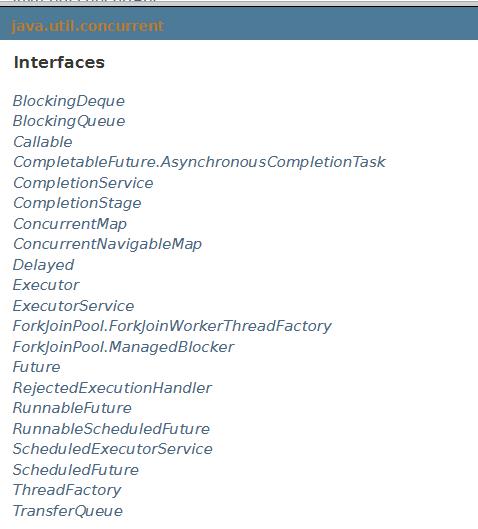 java.util.concurrent
Interfaces
BlockingDeque
BlockingQueue
Callable
CompletableFuture.AsynchronousCompletionTask
CompletionService
CompletionStage
ConcurrentMap
ConcurrentNavigableMap
Delayed
Executor
ExecutorService
ForkJoinPool.ForkJoinWorkerThreadFactory
ForkJoinPool.ManagedBlocker
Future
RejectedExecutionHandler
RunnableFuture
RunnableScheduledFuture
ScheduledExecutorService
ScheduledFuture
ThreadFactory
TransferQueue